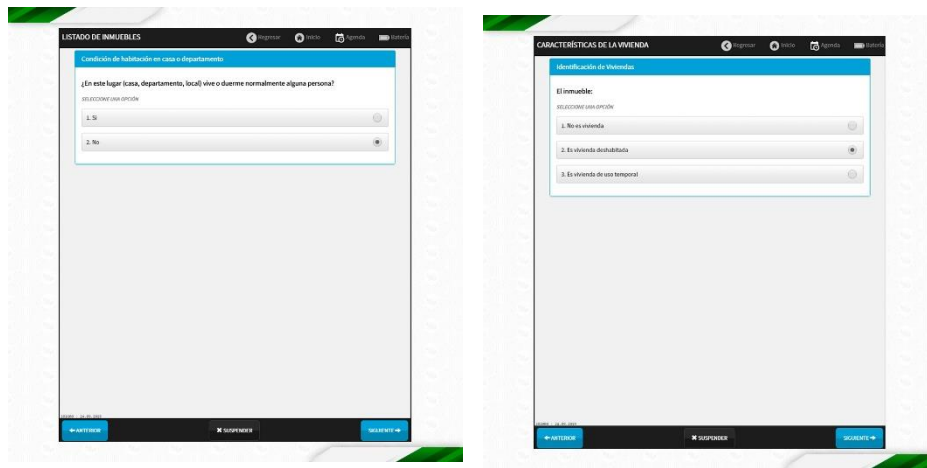 LISTADO DE INMUEBLES
Regresar Inicio Agenda Batería
Condición de habitación en casa o departamento
¿En este lugar (casa, departamento, local) vive o duerme normalmente alguna persona?
SELECCIONE UNA OPCIÓN
1. Si
2. No
ANTERIOR SUSPENDER SIGUIENTE
CARACTERÍSTICAS DE LA VIVIENDA
Regresar Inicio Agenda Batería
Identificación de Viviendas
El inmueble:
SELECCIONE UNA OPCIÓN
1. No es vivienda
2. Es vivienda deshabitada
3. Es vivienda de uso temporal
ANTERIOR SUSPENDER SIGUIENTE